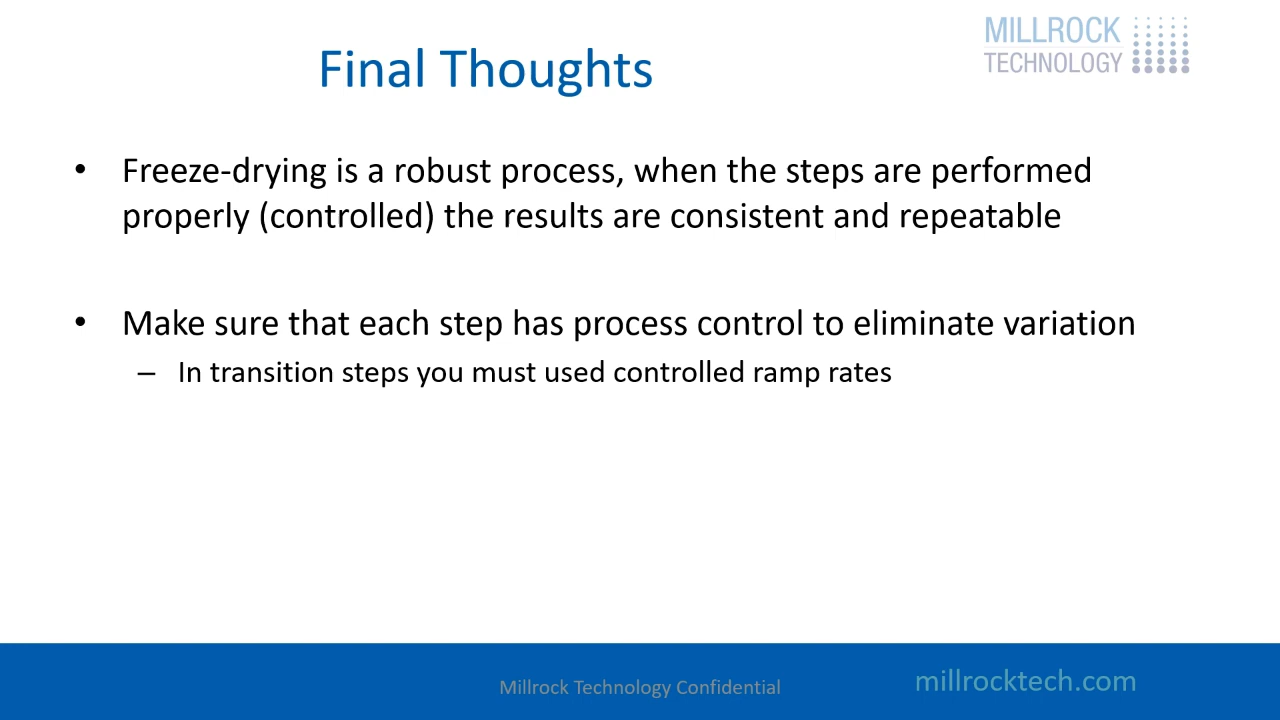 MILLROCK
TECHNOLOGY
Final Thoughts
• Freeze-drying is a robust process, when the steps are performed
properly (controlled) the results are consistent and repeatable
• Make sure that each step has process control to eliminate variation
– In transition steps you must used controlled ramp rates
Millrock Technology Confidential
millrocktech.com